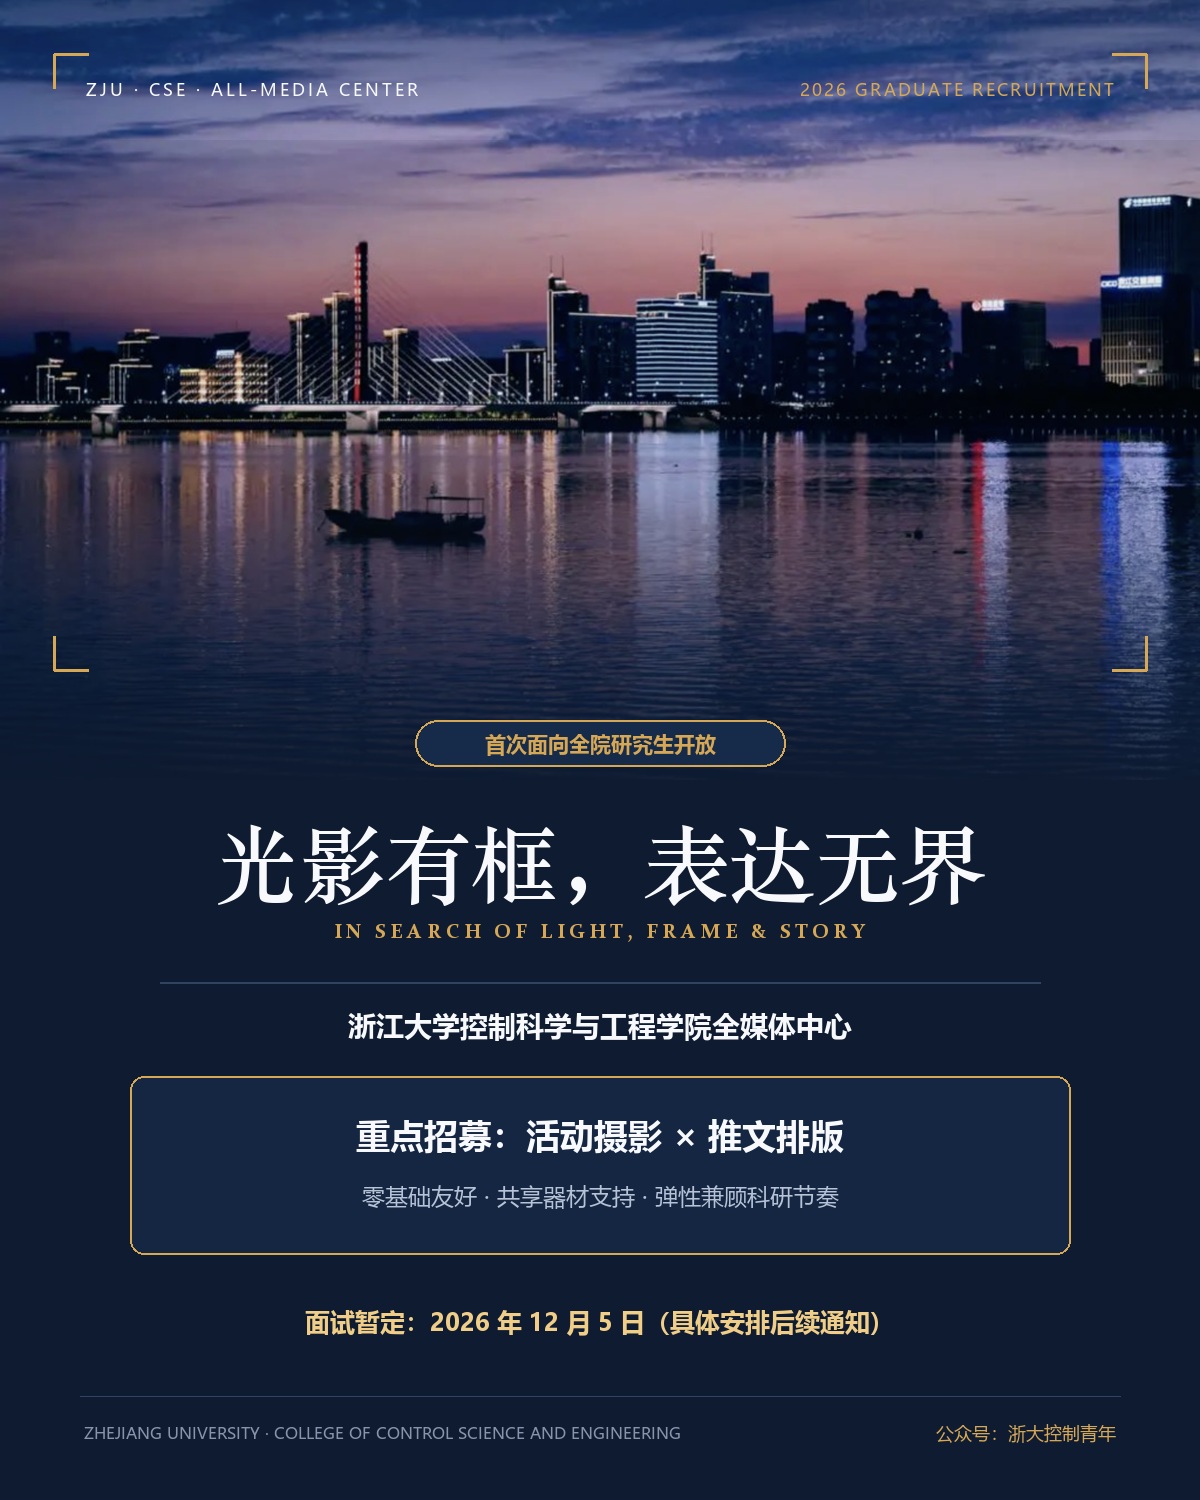 ZJU · CSE · ALL-MEDIA CENTER
2026 GRADUATE RECRUITMENT
首次面向全院研究生开放
光影有框，表达无界
IN SEARCH OF LIGHT, FRAME & STORY
浙江大学控制科学与工程学院全媒体中心
重点招募：活动摄影 × 推文排版
零基础友好 · 共享器材支持 · 弹性兼顾科研节奏
面试暂定：2026 年 12 月 5 日（具体安排后续通知）
ZHEJIANG UNIVERSITY · COLLEGE OF CONTROL SCIENCE AND ENGINEERING
公众号：浙大控制青年